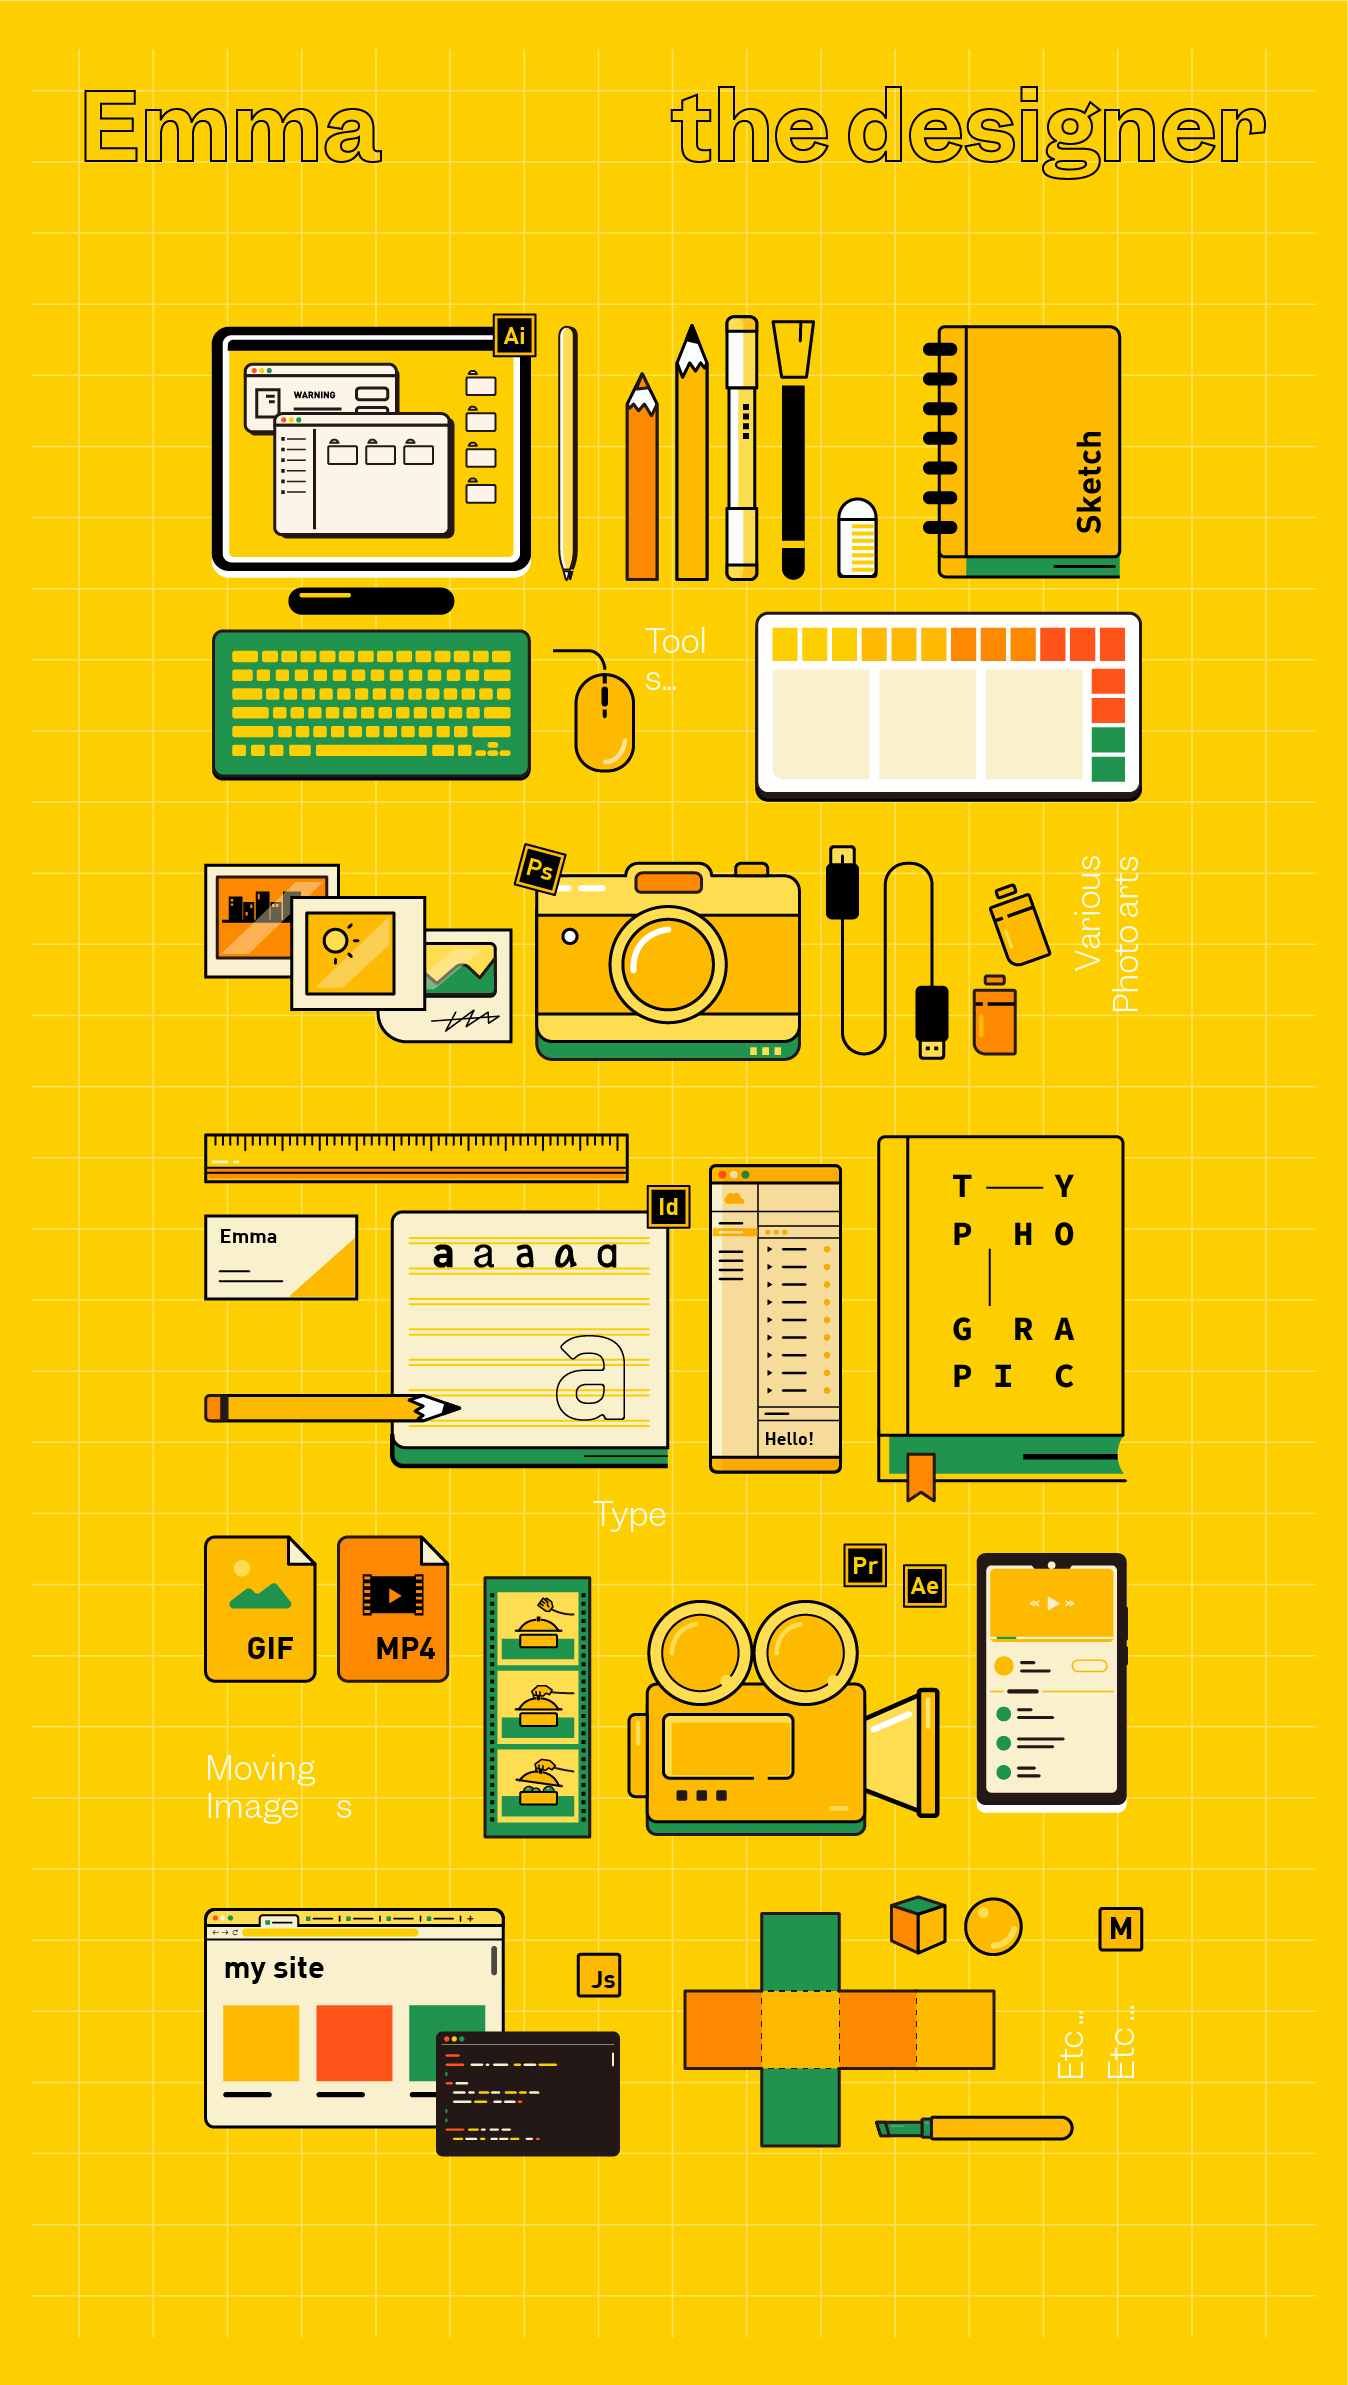 Emma the designer
Ai
WARNING
Sketch
Tool
s...
Ps
Various
Photo arts
Id
Emma
a a a a a
a
Hello!
T Y
P H O
G R A
P I C
Type
GIF
MP4
Pr
Ae
Moving
Image s
my site
Js
M
Etc...
Etc...